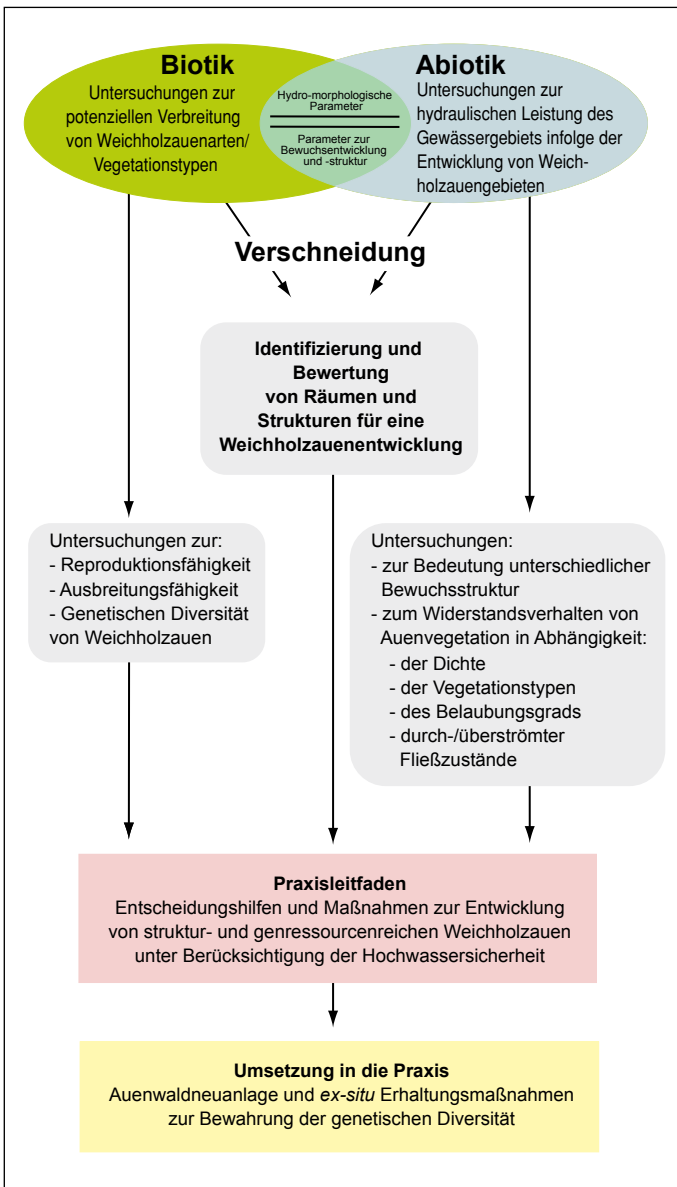 Biotik
Untersuchungen zur
potenziellen Verbreitung
von Weichholzauenarten/
Vegetationstypen
Hydro-morphologische
Parameter
Parameter zur
Bewuchsentwicklung
und -struktur
Abiotik
Untersuchungen zur
hydraulischen Leistung des
Gewässergebiets infolge der
Entwicklung von Weich-
holzauengebieten
Verschneidung
Identifizierung und
Bewertung
von Räumen und
Strukturen für eine
Weichholzauenentwicklung
Untersuchungen zur:
- Reproduktionsfähigkeit
- Ausbreitungsfähigkeit
- Genetischen Diversität
von Weichholzauen
Untersuchungen:
- zur Bedeutung unterschiedlicher
Bewuchsstruktur
- zum Widerstandsverhalten von
Auenvegetation in Abhängigkeit:
- der Dichte
- der Vegetationstypen
- des Belaubungsgrads
- durch-/überströmter
Fließzustände
Praxisleitfaden
Entscheidungshilfen und Maßnahmen zur Entwicklung
von struktur- und genressourcenreichen Weichholzauen
unter Berücksichtigung der Hochwassersicherheit
Umsetzung in die Praxis
Auenwaldneuanlage und ex-situ Erhaltungsmaßnahmen
zur Bewahrung der genetischen Diversität